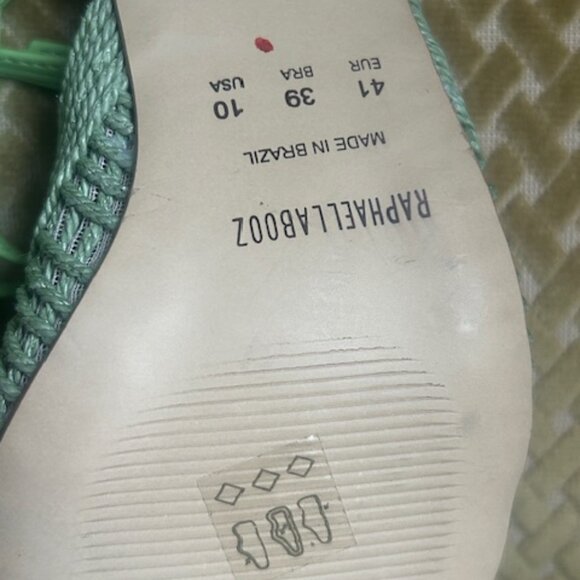 RAPHAELLABOOZ
MADE IN BRAZIL
41 39 10
EUR BRA USA